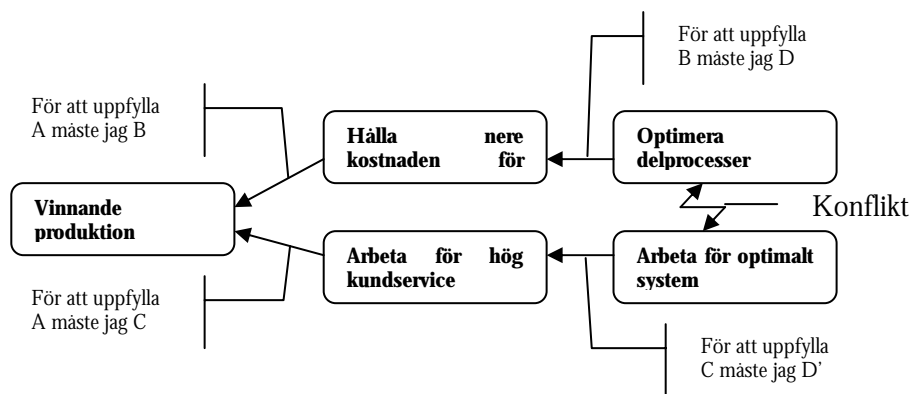 För att uppfylla
B måste jag D
För att uppfylla
A måste jag B
Hålla nere
kostnaden för
Optimera
delprocesser
Konflikt
Vinnande
produktion
Arbeta för hög
kundservice
Arbeta för optimalt
system
För att uppfylla
A måste jag C
För att uppfylla
C måste jag D'